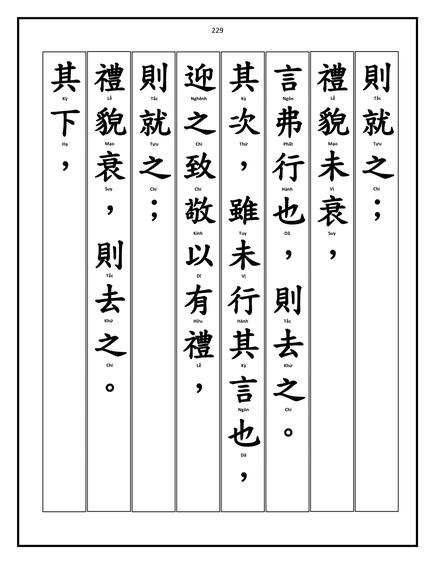 229
則就之；
Tắc Tựu Chi
禮貌未衰，
Lễ Mạo Vị Suy
言弗行也，則去之。
Ngôn Phất Hành Dã Tắc Khứ Chi
其次，雖未行其言也，
Kỳ Thứ Tuy Vị Hành Kỳ Ngôn Dã
迎之致敬以有禮，
Nghênh Chi Chí Kính Dĩ Hữu Lễ
則就之；
Tắc Tựu Chi
禮貌衰，則去之。
Lễ Mạo Suy Tắc Khứ Chi
其下，
Kỳ Hạ